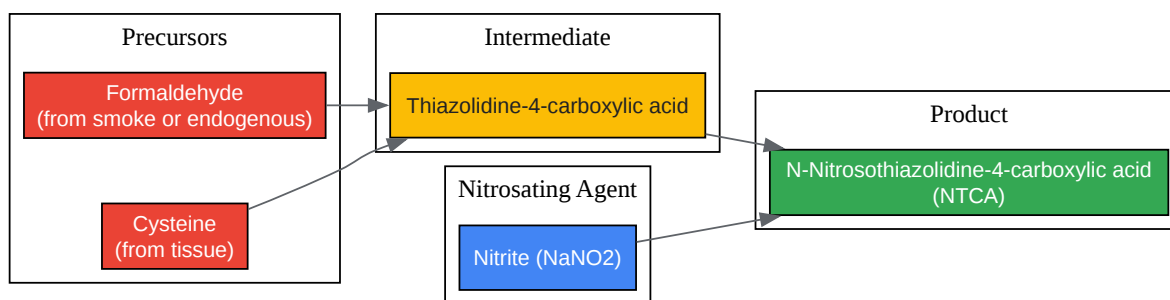 Precursors
Formaldehyde
(from smoke or endogenous)
Cysteine
(from tissue)
Intermediate
Thiazolidine-4-carboxylic acid
Nitrosating Agent
Nitrite (NaNO2)
Product
N-Nitrosothiazolidine-4-carboxylic acid
(NTCA)